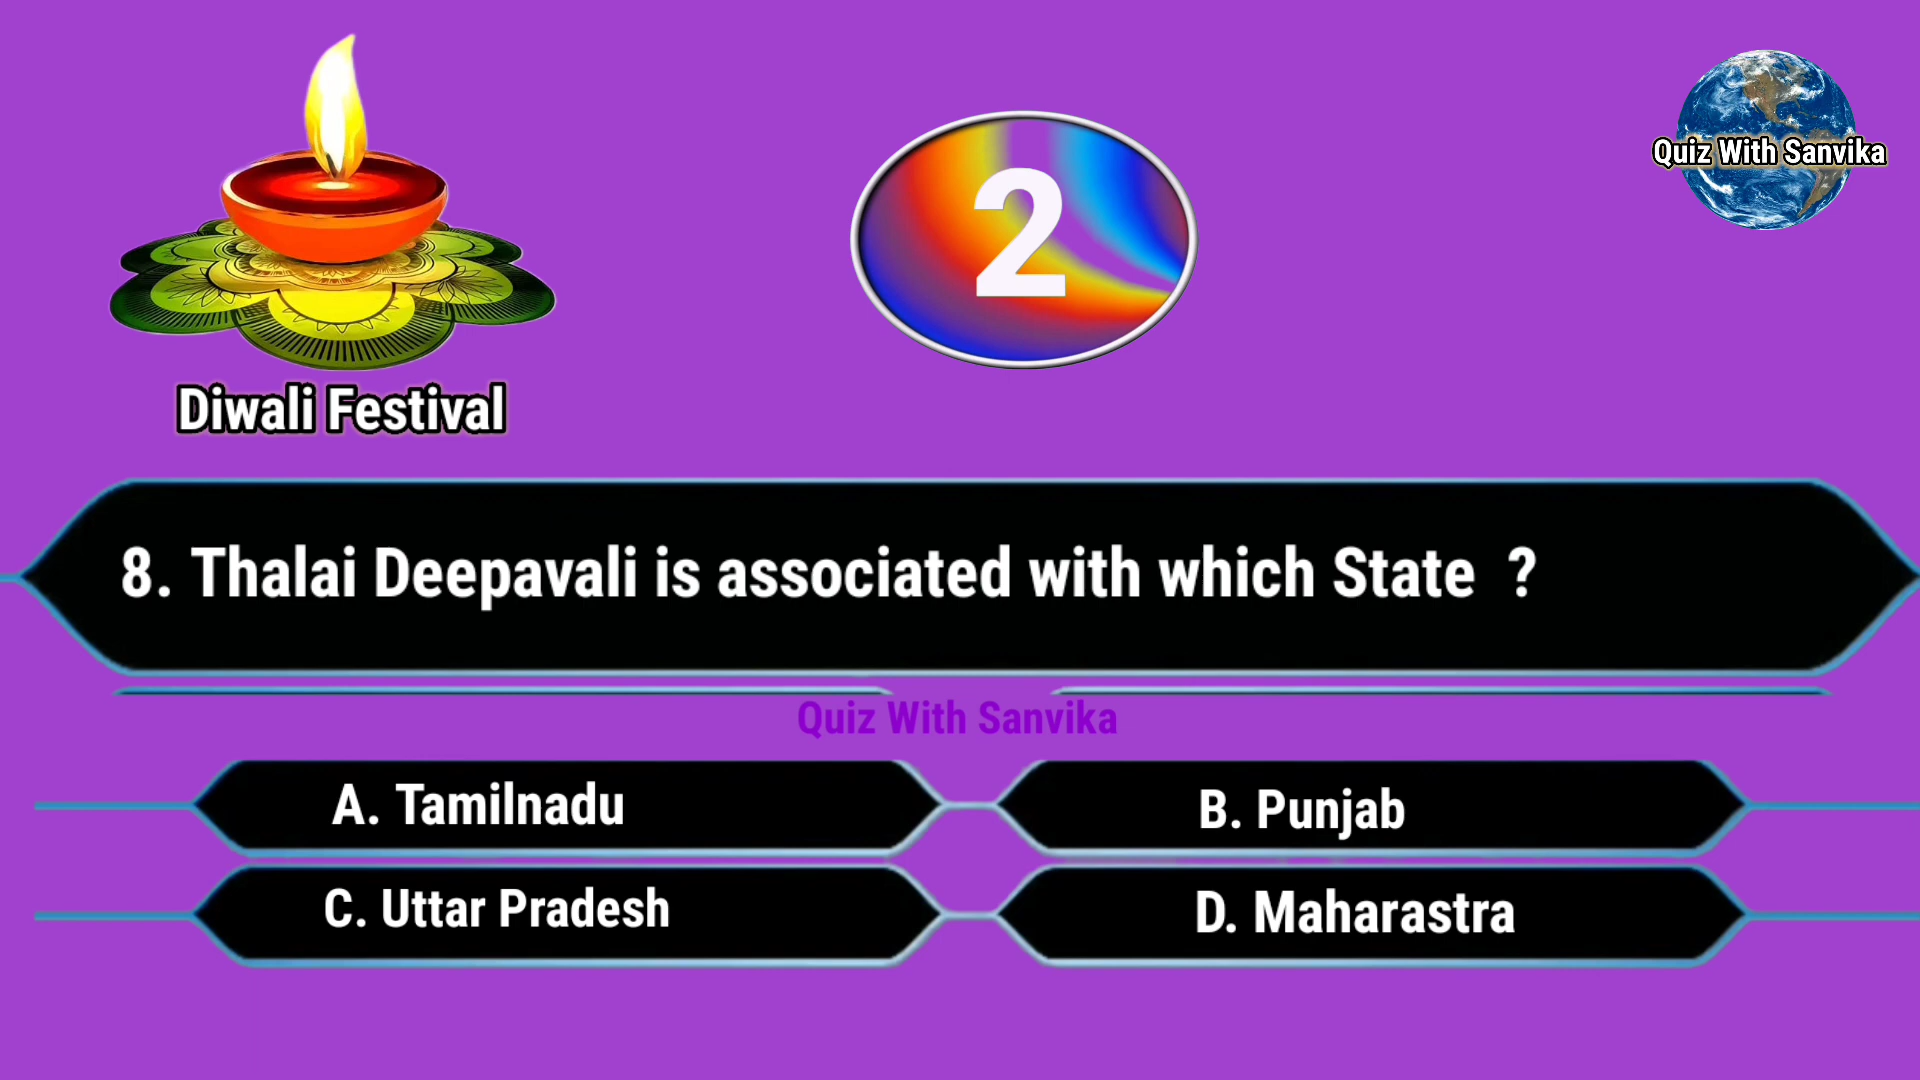 2
Quiz With Sanvika
Diwali Festival
8. Thalai Deepavali is associated with which State ?
Quiz With Sanvika
A. Tamilnadu
B. Punjab
C. Uttar Pradesh
D. Maharastra